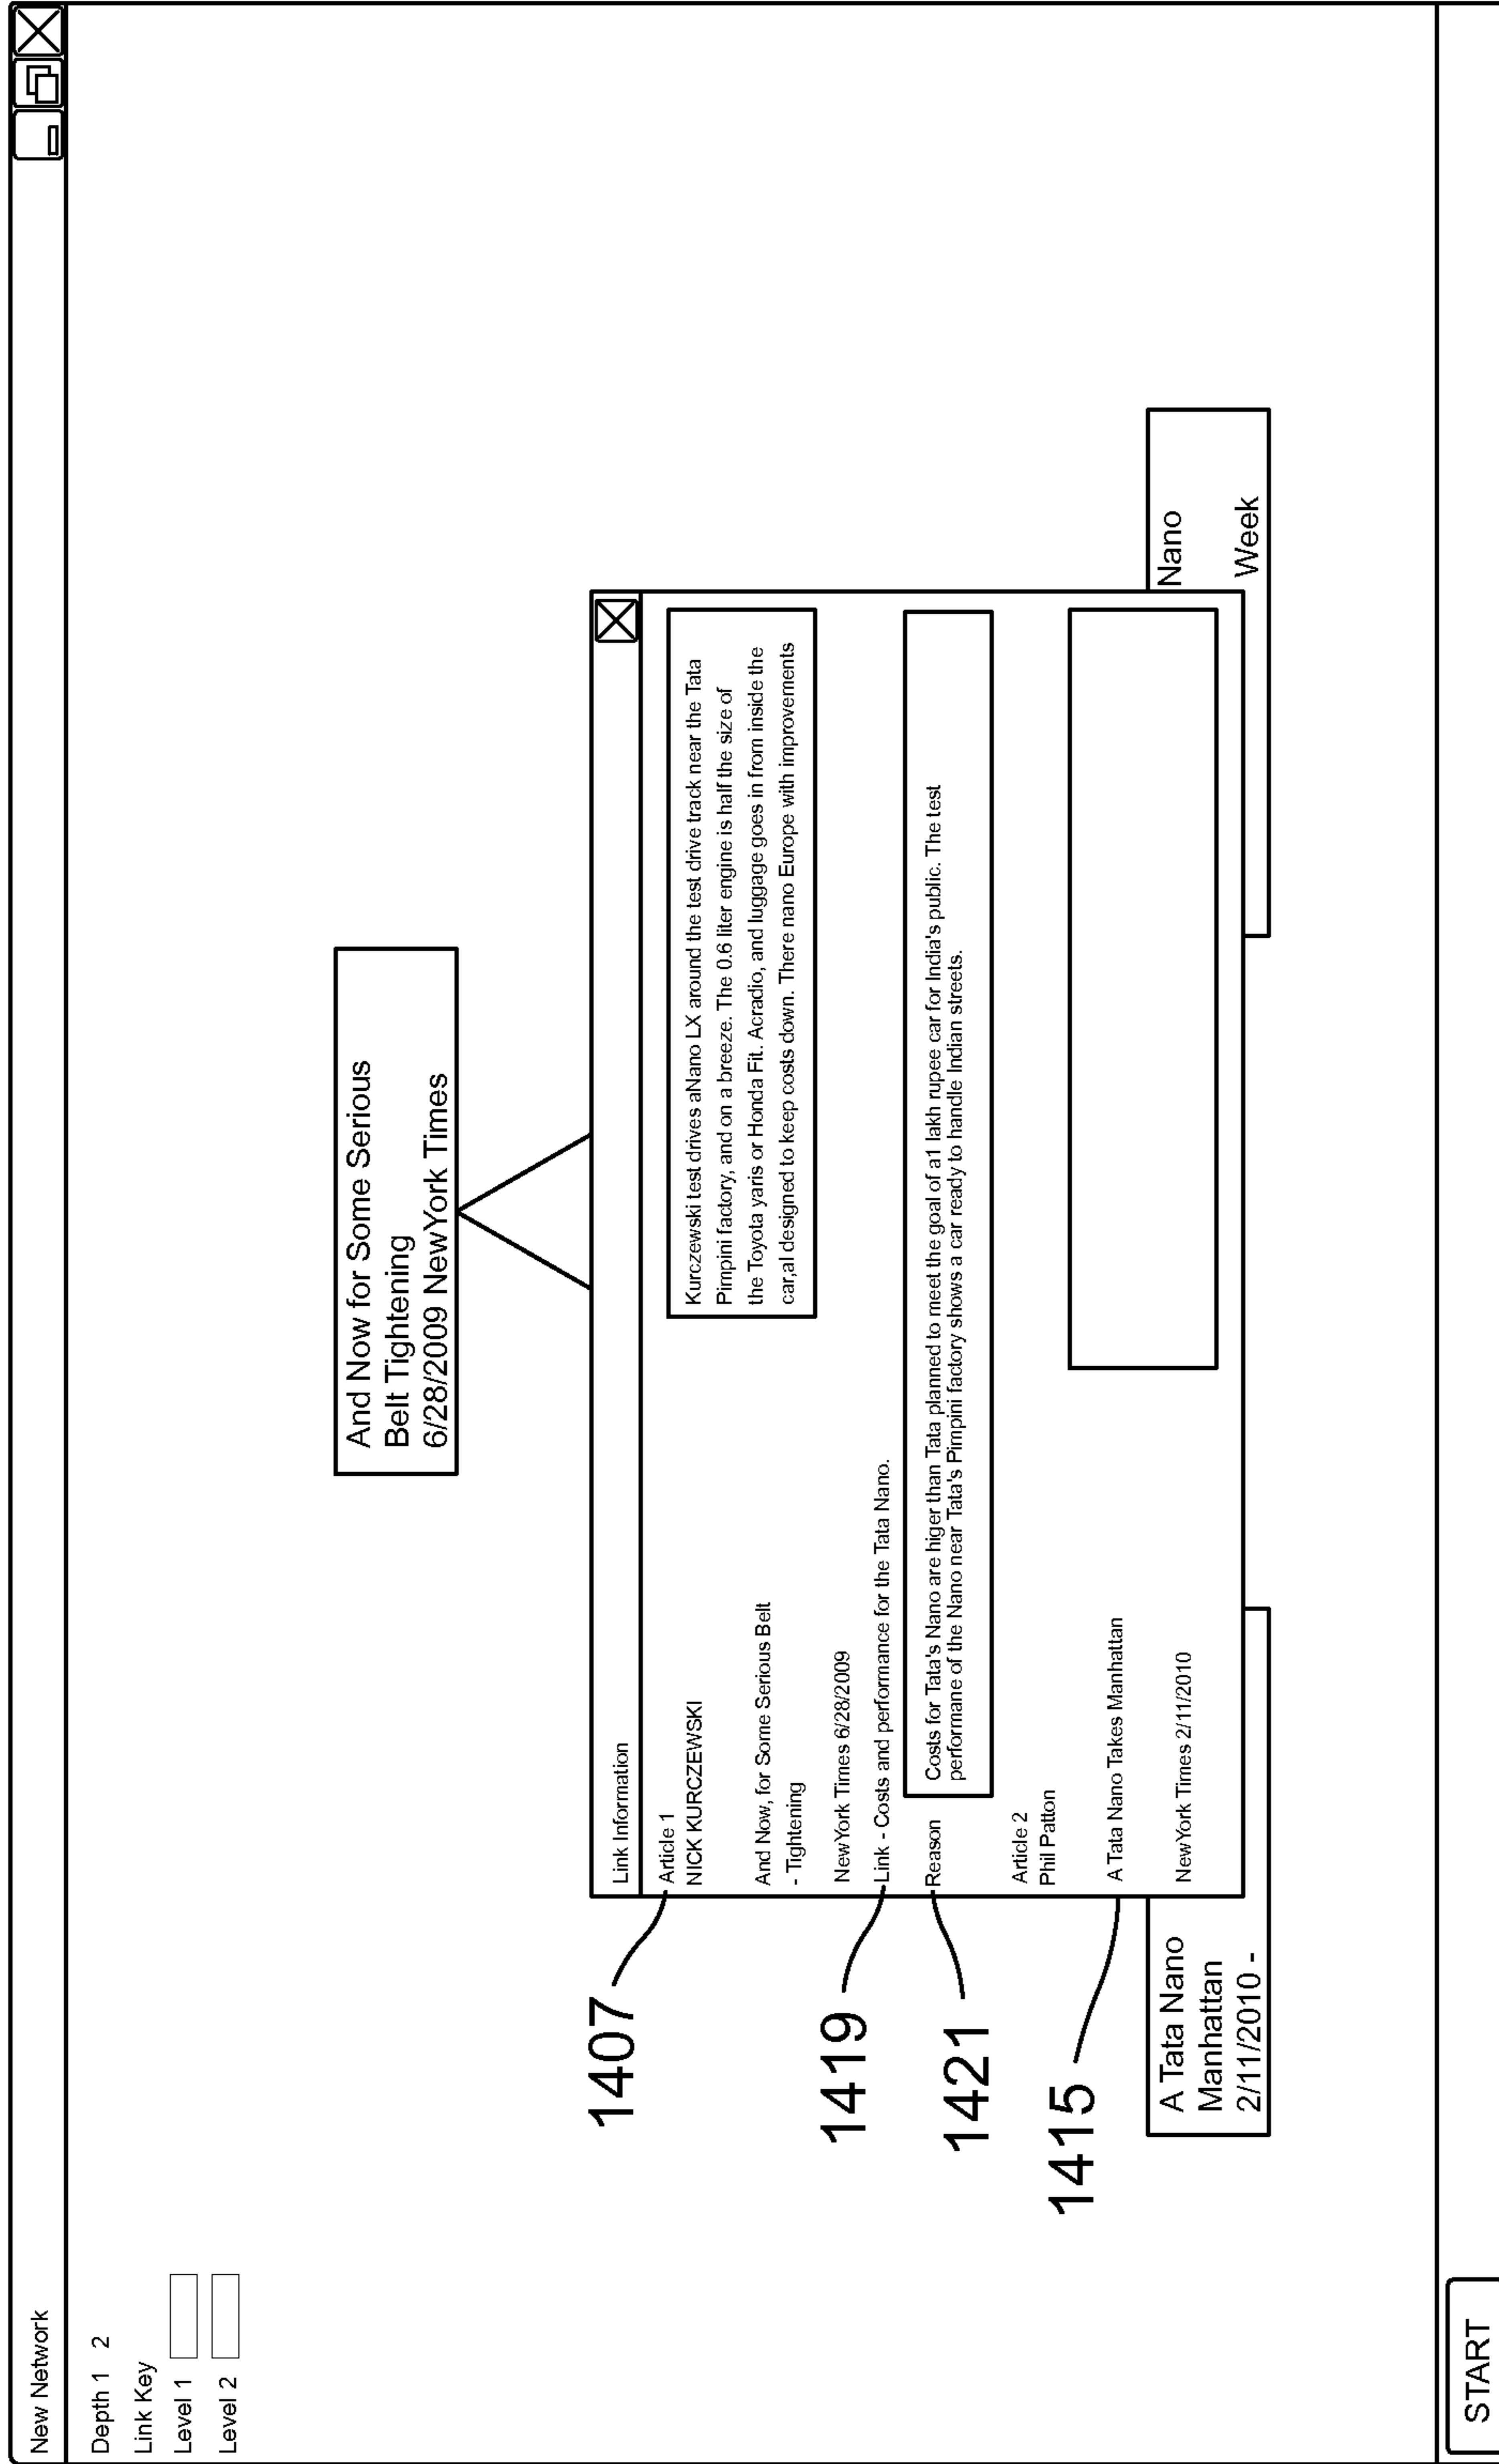 New Network
Depth 1 2
Link Key
Level 1
Level 2
And Now for Some Serious
Belt Tightening
6/28/2009 NewYork Times
Link Information
1407
Article 1
NICK KURCZEWSKI
And Now, for Some Serious Belt
- Tightening
NewYork Times 6/28/2009
Kurczewski test drives aNano LX around the test drive track near the Tata
Pimpini factory, and on a breeze. The 0.6 liter engine is half the size of
the Toyota yaris or Honda Fit. Acradio, and luggage goes in from inside the
car,al designed to keep costs down. There nano Europe with improvements
1419
Link - Costs and performance for the Tata Nano.
1421
Reason
Costs for Tata's Nano are higer than Tata planned to meet the goal of a1 lakh rupee car for India's public. The test
performane of the Nano near Tata's Pimpini factory shows a car ready to handle Indian streets.
Article 2
Phil Patton
1415
A Tata Nano Takes Manhattan
NewYork Times 2/11/2010
A Tata Nano
Manhattan
2/11/2010 -
Nano
Week
START